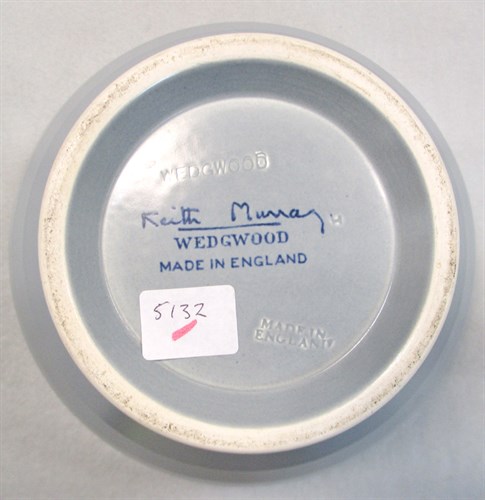 WEDGWOOD
Keith Murray H
WEDGWOOD
MADE IN ENGLAND
5132
MADE IN
ENGLAND